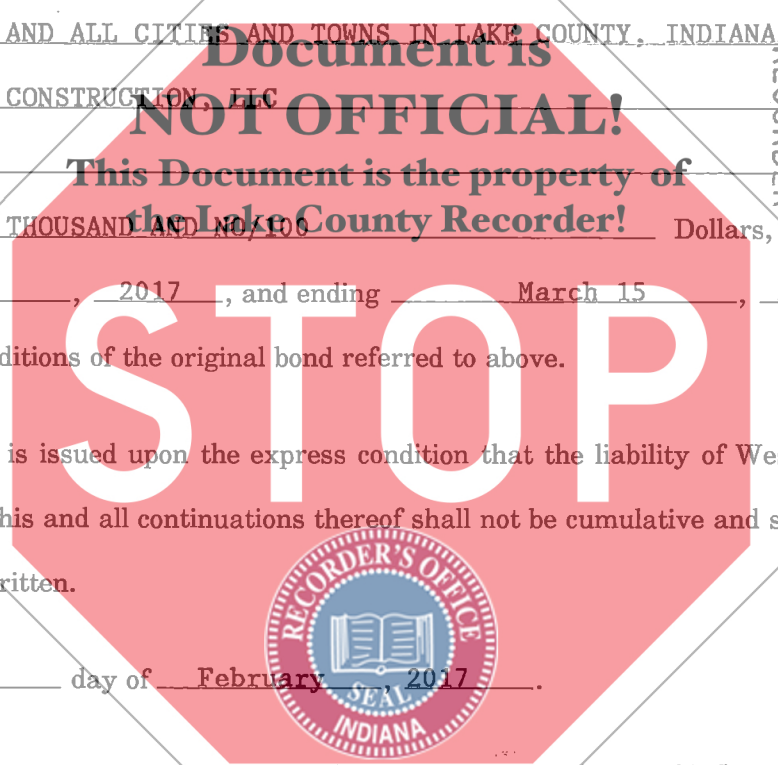 AND ALL CITIES AND TOWNS IN LAKE COUNTY, INDIANA
Document is
CONSTRUCTION, LLC
NOT OFFICIAL!
This Document is the property of
the Lake County Recorder!
THOUSAND AND NO/100 Dollars,
, 2017 , and ending March 15 ,
STOP
ditions of the original bond referred to above.
is issued upon the express condition that the liability of We
his and all continuations thereof shall not be cumulative and s
ritten.
RECORDER'S OFFICE
SEAL
INDIANA
day of February , 2017 .